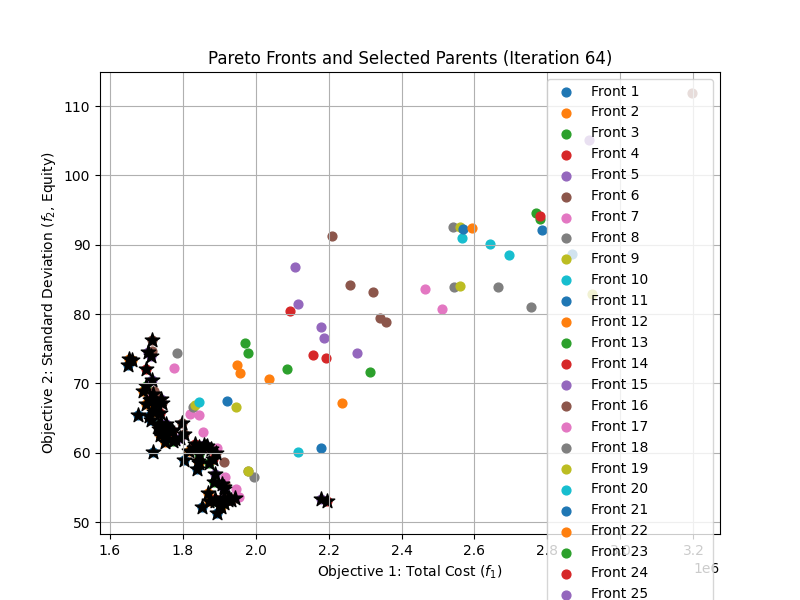 Pareto Fronts and Selected Parents (Iteration 64)
Objective 2: Standard Deviation (f₂, Equity)
110
100
90
80
70
60
50
1.6
1.8
2.0
2.2
2.4
2.6
2.8
3.0
3.2
1e6
Objective 1: Total Cost (f₁)
Front 1
Front 2
Front 3
Front 4
Front 5
Front 6
Front 7
Front 8
Front 9
Front 10
Front 11
Front 12
Front 13
Front 14
Front 15
Front 16
Front 17
Front 18
Front 19
Front 20
Front 21
Front 22
Front 23
Front 24
Front 25